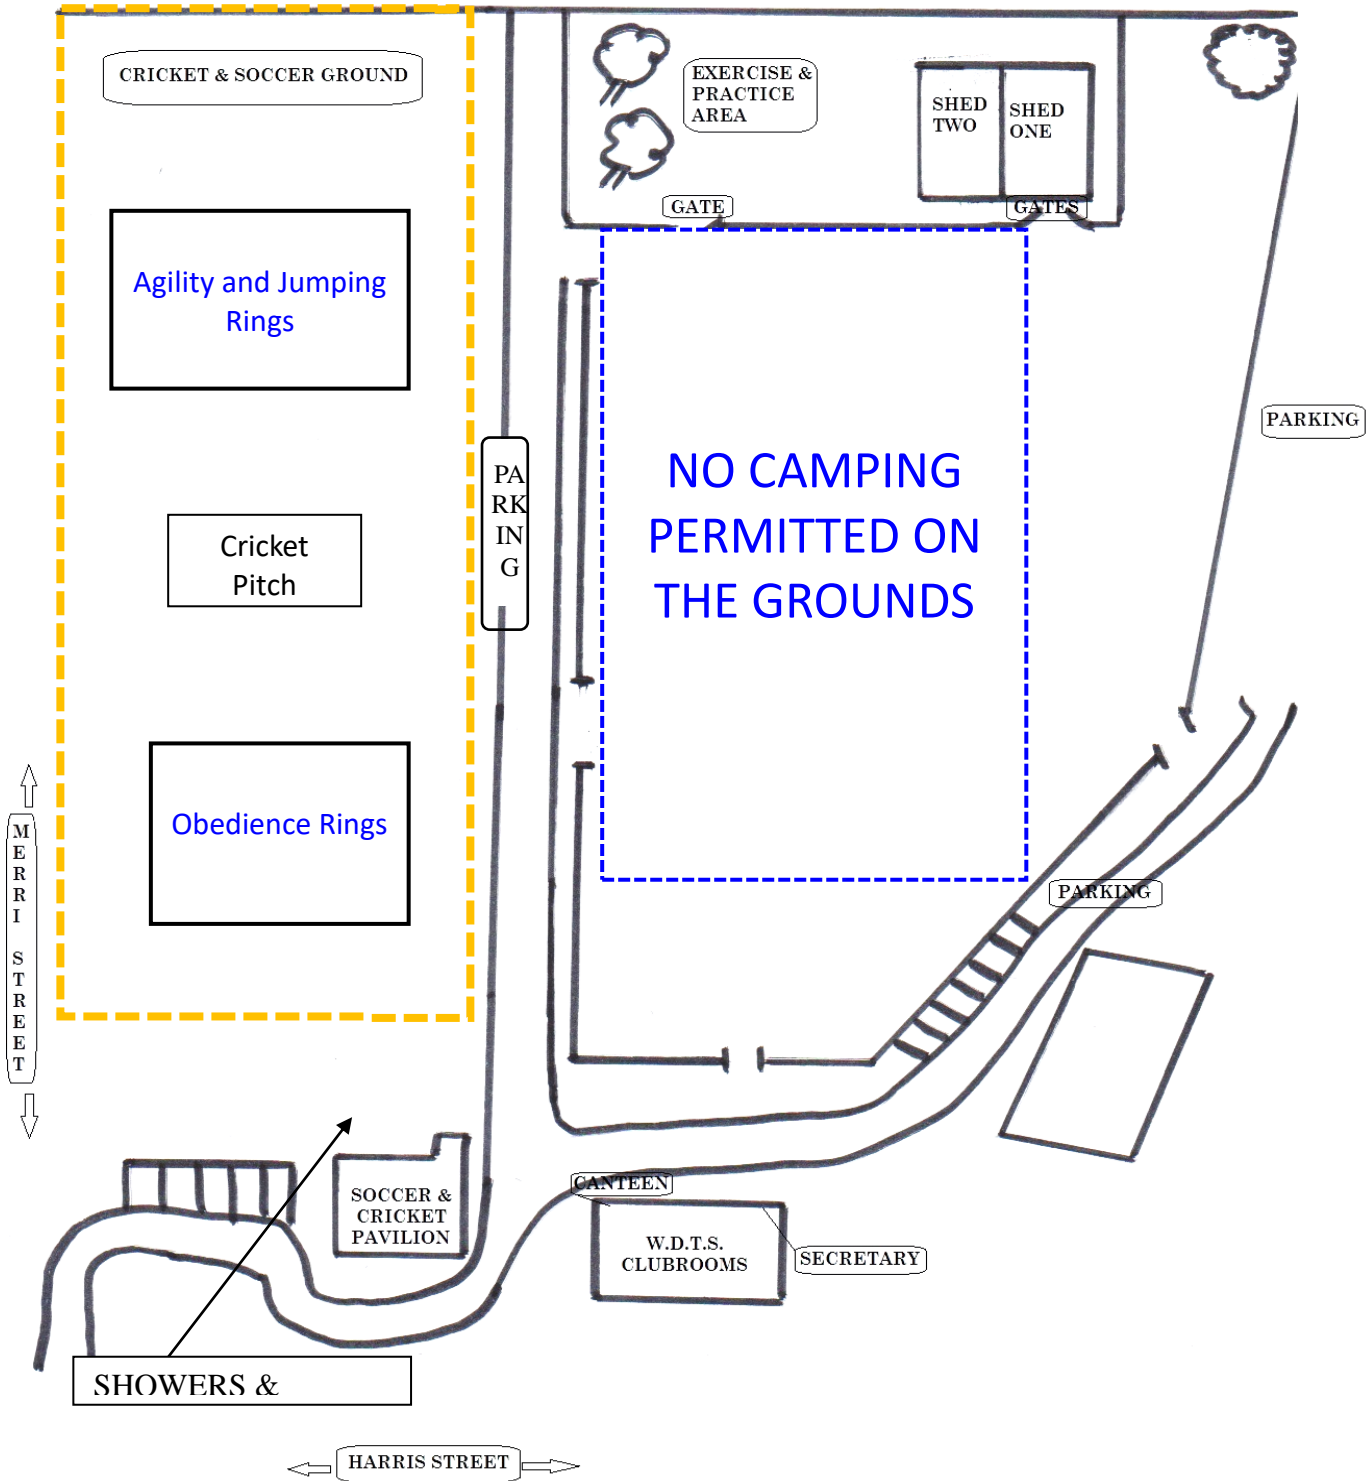 CRICKET & SOCCER GROUND
EXERCISE &
PRACTICE
AREA
SHED
TWO
SHED
ONE
GATE
GATES
Agility and Jumping
Rings
PARKING
NO CAMPING
PERMITTED ON
THE GROUNDS
PA
RK
IN
G
Cricket
Pitch
Obedience Rings
MERRI STREET
PARKING
SOCCER &
CRICKET
PAVILION
CANTEEN
W.D.T.S.
CLUBROOMS
SECRETARY
SHOWERS &
HARRIS STREET